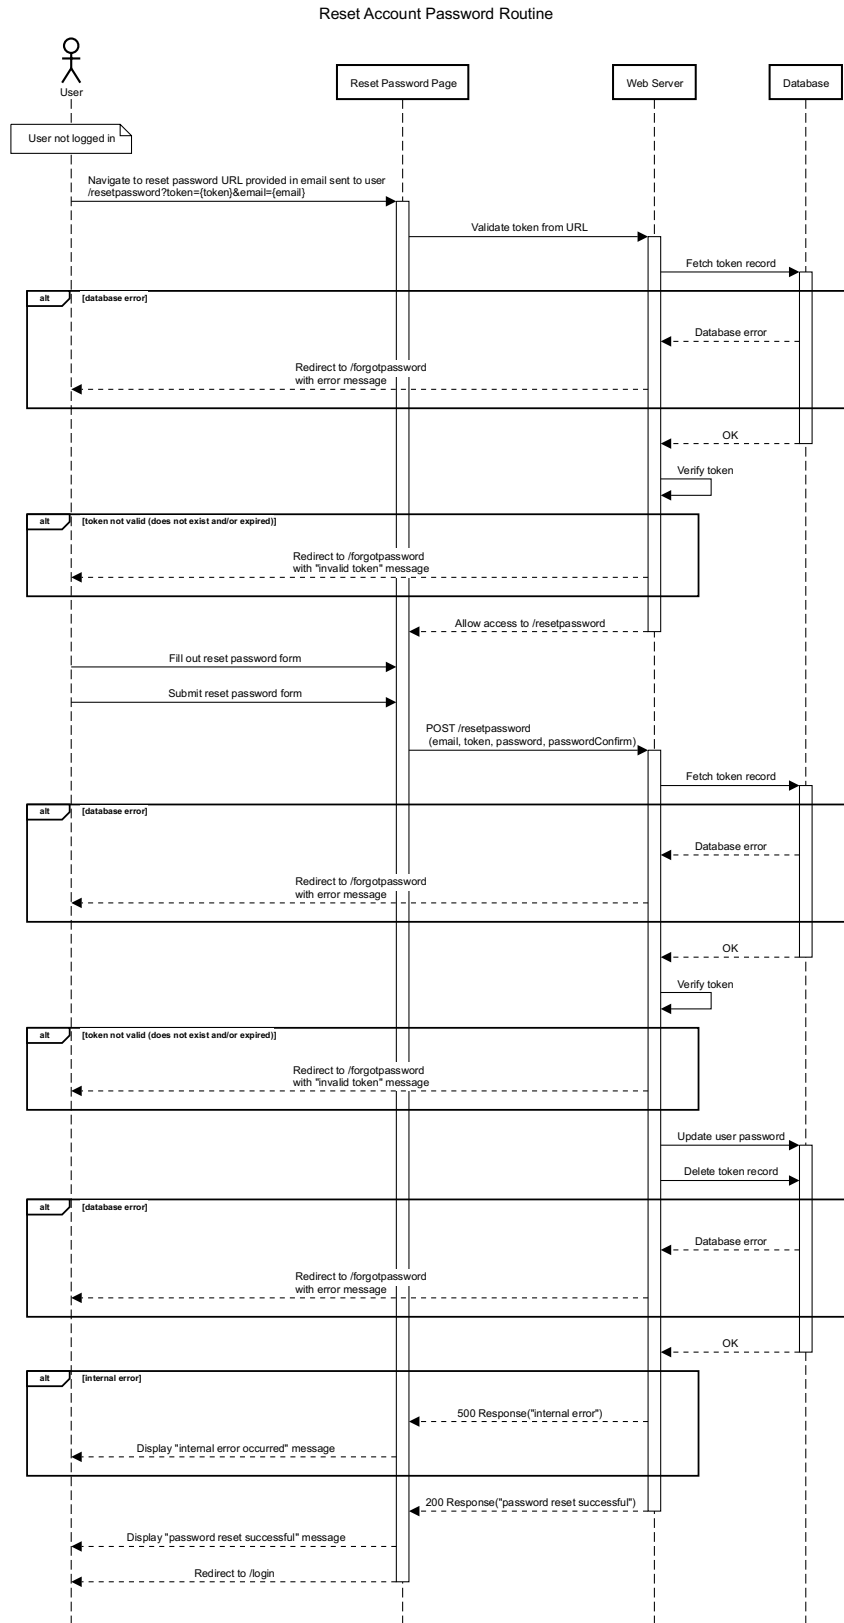 Reset Account Password Routine
User
Reset Password Page
Web Server
Database
User not logged in
Navigate to reset password URL provided in email sent to user
/resetpassword?token={token}&email={email}
Validate token from URL
Fetch token record
alt
[database error]
Database error
Redirect to /forgotpassword
with error message
OK
Verify token
alt
[token not valid (does not exist and/or expired)]
Redirect to /forgotpassword
with "invalid token" message
Allow access to /resetpassword
Fill out reset password form
Submit reset password form
POST /resetpassword
(email, token, password, passwordConfirm)
Fetch token record
alt
[database error]
Database error
Redirect to /forgotpassword
with error message
OK
Verify token
alt
[token not valid (does not exist and/or expired)]
Redirect to /forgotpassword
with "invalid token" message
Update user password
Delete token record
alt
[database error]
Database error
Redirect to /forgotpassword
with error message
OK
alt
[internal error]
500 Response("internal error")
Display "internal error occurred" message
200 Response("password reset successful")
Display "password reset successful" message
Redirect to /login